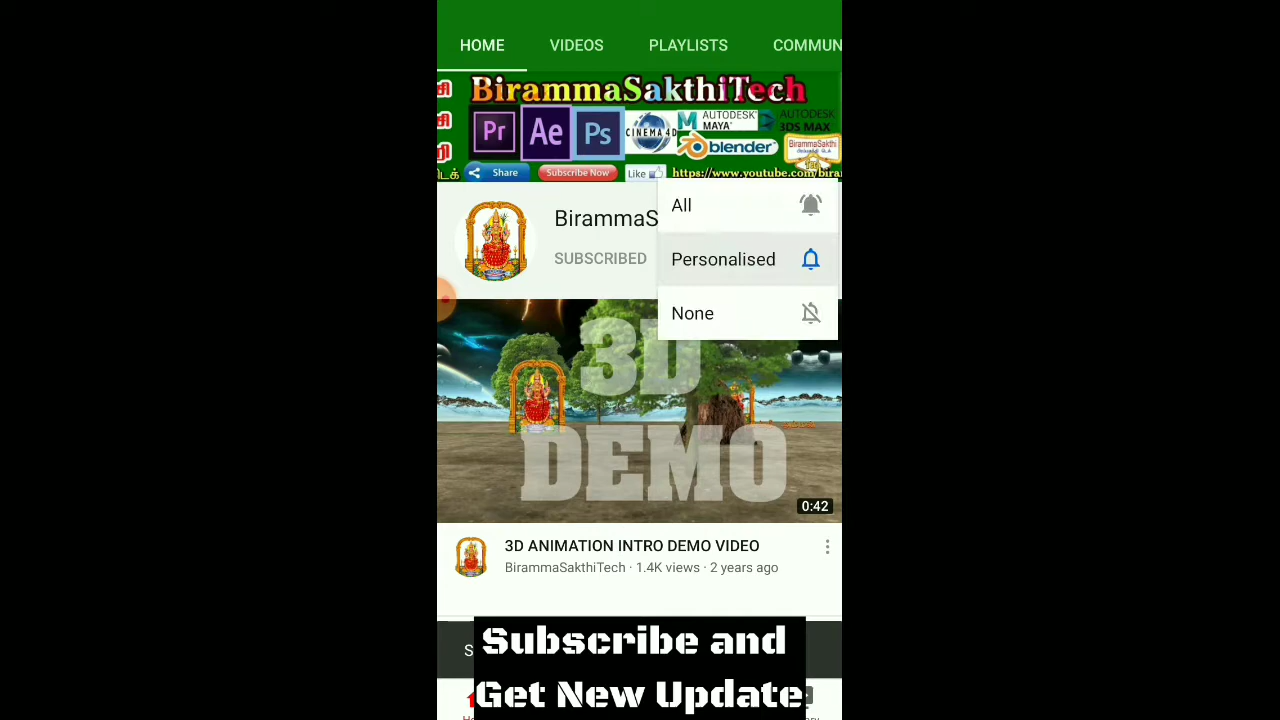 HOME VIDEOS PLAYLISTS COMMUN
BirammaSakthiTech
Pr Ae Ps CINEMA 4D AUTODESK MAYA AUTODESK 3DS MAX
blender BirammaSakthi
டெக் Share Subscribe Now Like https://www.youtube.com/bira
All
BirammaS
Personalised
SUBSCRIBED
None
3D
DEMO
0:42
3D ANIMATION INTRO DEMO VIDEO
BirammaSakthiTech · 1.4K views · 2 years ago
S
Subscribe and
Get New Update